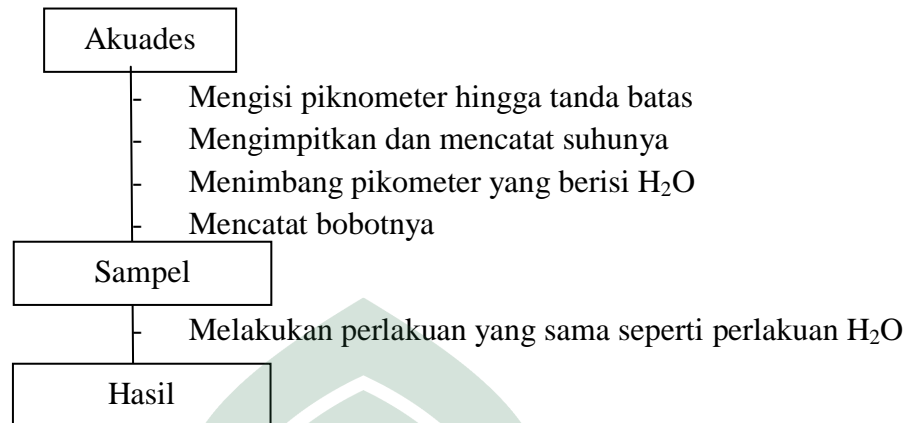 Akuades
- Mengisi piknometer hingga tanda batas
- Mengimpitkan dan mencatat suhunya
- Menimbang pikometer yang berisi H₂O
- Mencatat bobotnya
Sampel
- Melakukan perlakuan yang sama seperti perlakuan H₂O
Hasil